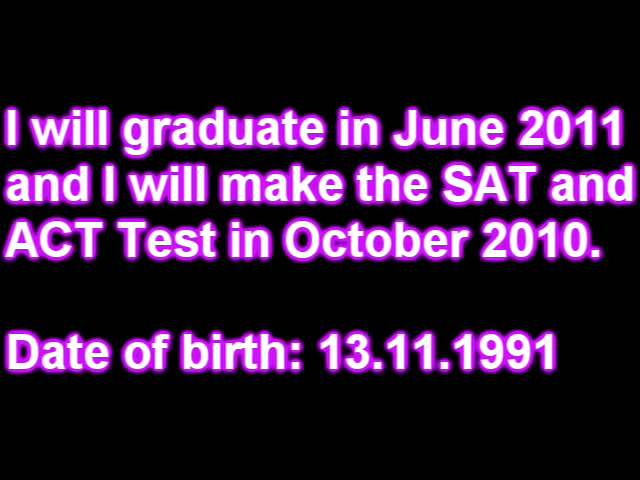 I will graduate in June 2011
and I will make the SAT and
ACT Test in October 2010.
Date of birth: 13.11.1991